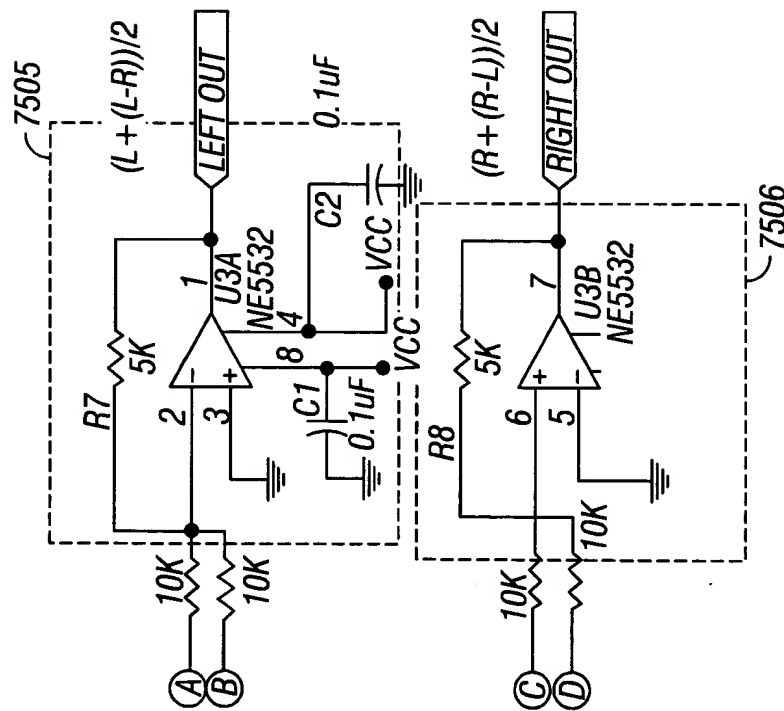 7505
(L+(L-R))/2
LEFT OUT
R7
5K
1
U3A
NE5532
2
-
3
+
4
8
C2
0.1uF
VCC
VCC
C1
0.1uF
10K
10K
A
B
(R+(R-L))/2
RIGHT OUT
R8
5K
7
U3B
NE5532
6
+
5
-
10K
10K
C
D
7506